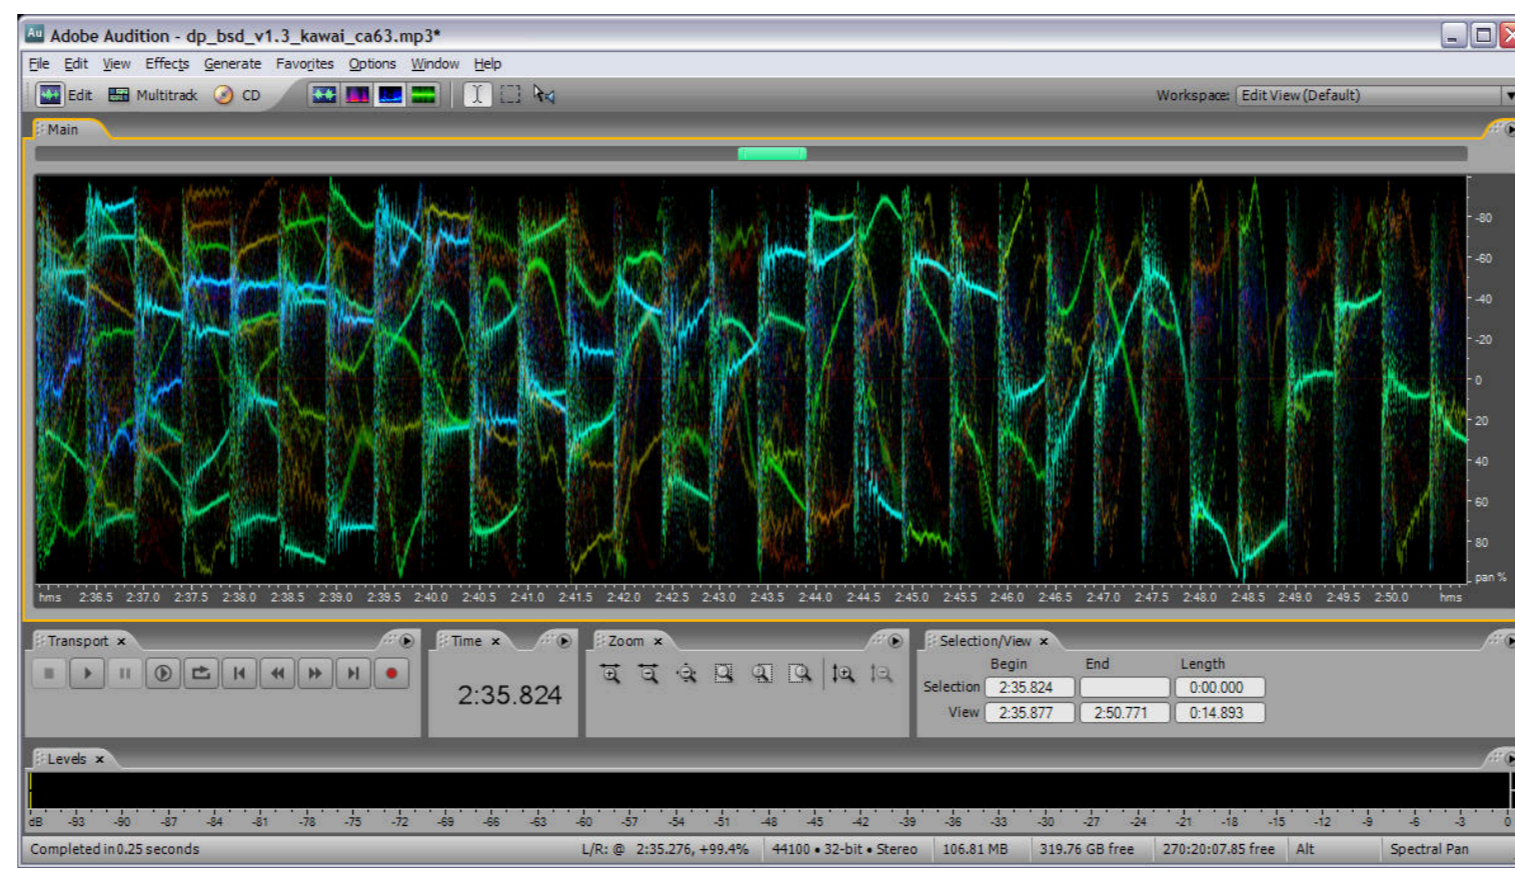 Au Adobe Audition - dp_bsd_v1.3_kawai_ca63.mp3*
File Edit View Effects Generate Favorites Options Window Help
Edit Multitrack CD Workspace: Edit View (Default)
Main
-80
-60
-40
-20
0
20
40
60
80
pan %
hms 2:36.5 2:37.0 2:37.5 2:38.0 2:38.5 2:39.0 2:39.5 2:40.0 2:40.5 2:41.0 2:41.5 2:42.0 2:42.5 2:43.0 2:43.5 2:44.0 2:44.5 2:45.0 2:45.5 2:46.0 2:46.5 2:47.0 2:47.5 2:48.0 2:48.5 2:49.0 2:49.5 2:50.0 hms
Transport x Time x Zoom x Selection/View x
Begin End Length
2:35.824
Selection 2:35.824 0:00.000
View 2:35.877 2:50.771 0:14.893
Levels x
dB -93 -90 -87 -84 -81 -78 -75 -72 -69 -66 -63 -60 -57 -54 -51 -48 -45 -42 -39 -36 -33 -30 -27 -24 -21 -18 -15 -12 -9 -6 -3 0
Completed in 0.25 seconds L/R: @ 2:35.276, +99.4% 44100 • 32-bit • Stereo 106.81 MB 319.76 GB free 270:20:07.85 free Alt Spectral Pan